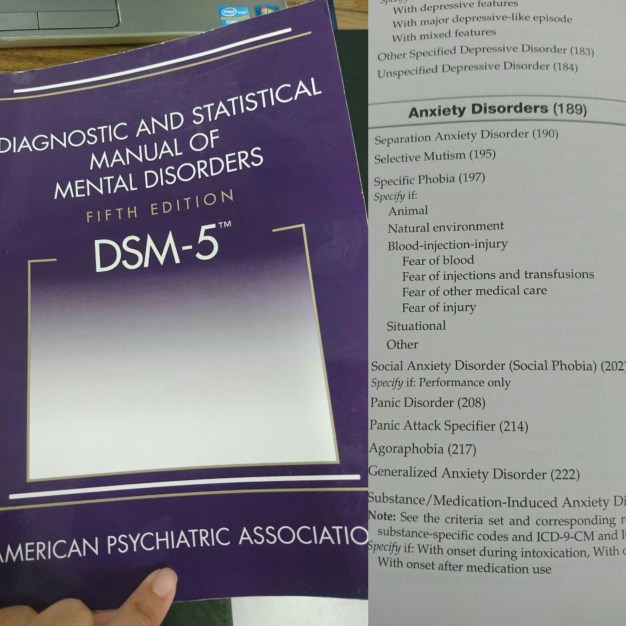 DIAGNOSTIC AND STATISTICAL
MANUAL OF
MENTAL DISORDERS
FIFTH EDITION
DSM-5™
AMERICAN PSYCHIATRIC ASSOCIATIO
With depressive features
With major depressive-like episode
With mixed features
Other Specified Depressive Disorder (183)
Unspecified Depressive Disorder (184)
Anxiety Disorders (189)
Separation Anxiety Disorder (190)
Selective Mutism (195)
Specific Phobia (197)
Specify if:
Animal
Natural environment
Blood-injection-injury
Fear of blood
Fear of injections and transfusions
Fear of other medical care
Fear of injury
Situational
Other
Social Anxiety Disorder (Social Phobia) (202
Specify if: Performance only
Panic Disorder (208)
Panic Attack Specifier (214)
Agoraphobia (217)
Generalized Anxiety Disorder (222)
Substance/Medication-Induced Anxiety Di
Note: See the criteria set and corresponding r
substance-specific codes and ICD-9-CM and I
Specify if: With onset during intoxication, With
With onset after medication use